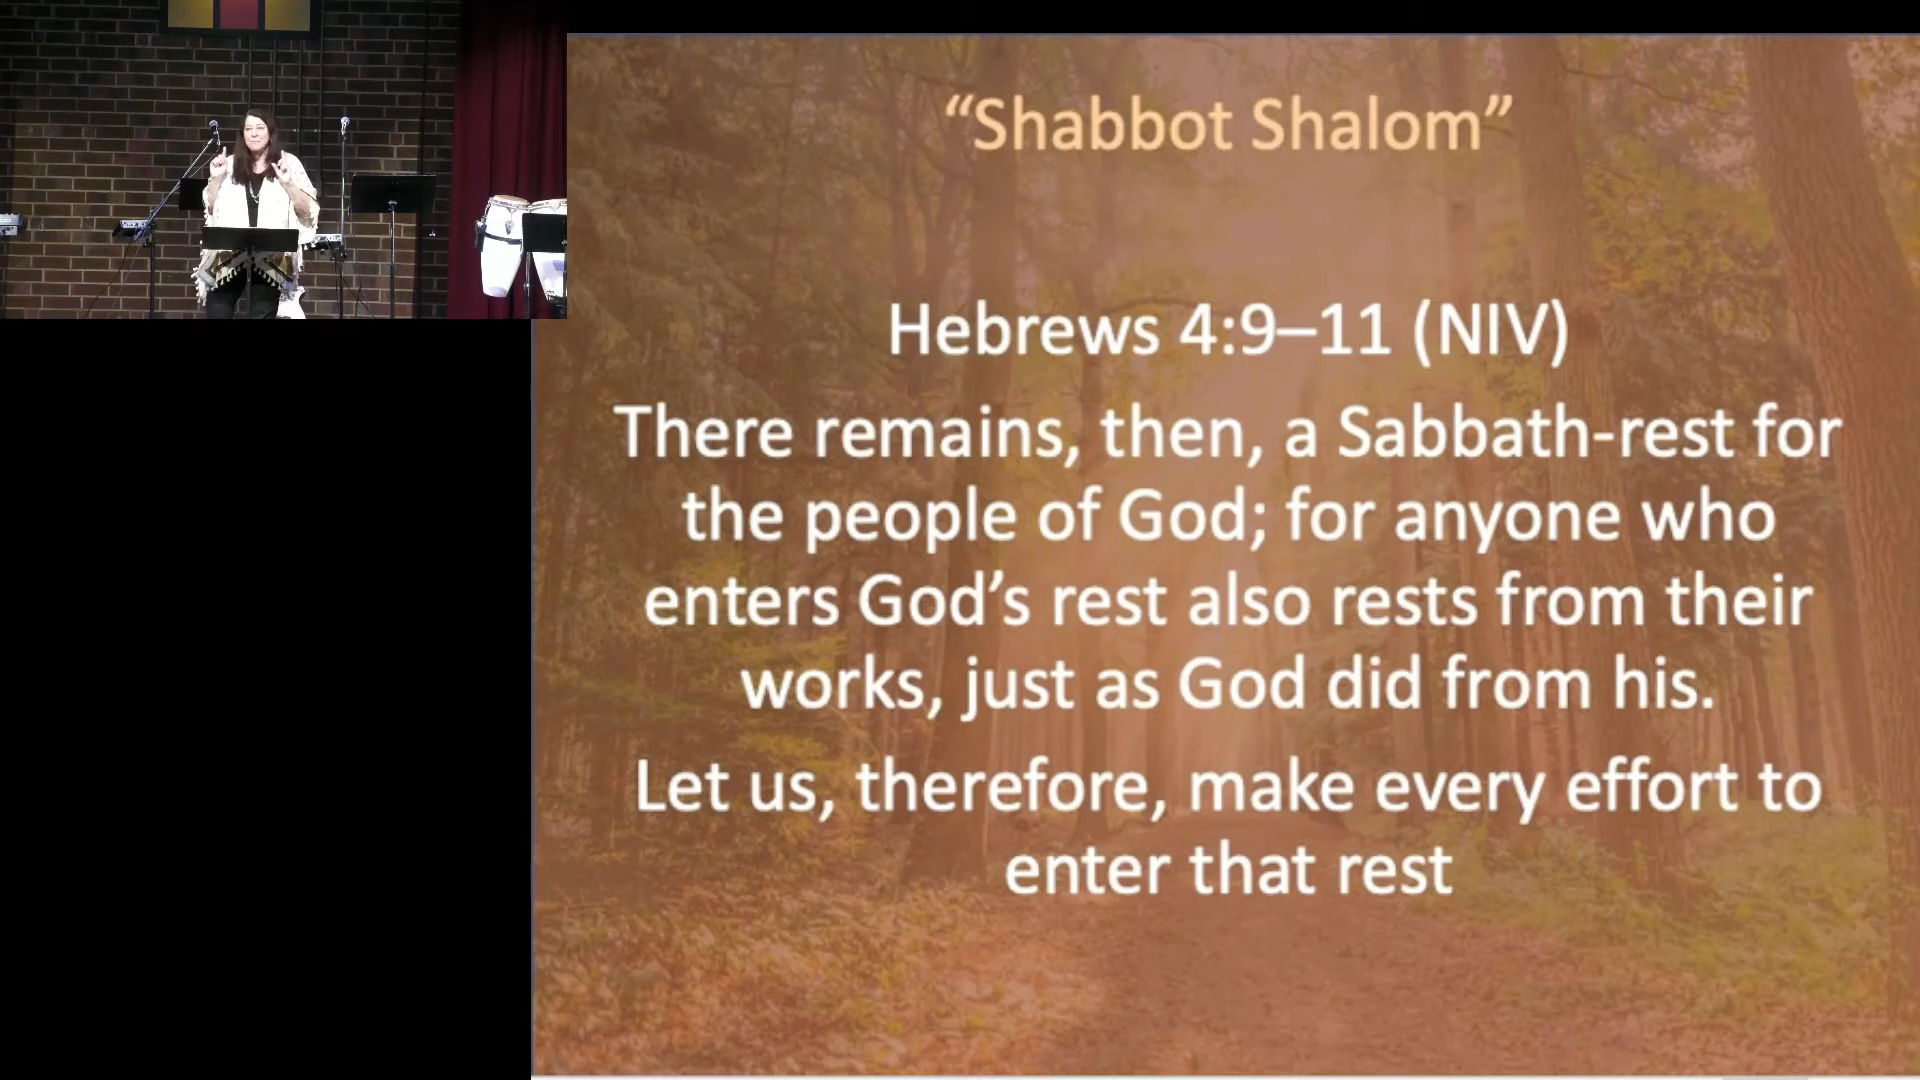 “Shabbot Shalom”
Hebrews 4:9–11 (NIV)
There remains, then, a Sabbath-rest for
the people of God; for anyone who
enters God’s rest also rests from their
works, just as God did from his.
Let us, therefore, make every effort to
enter that rest